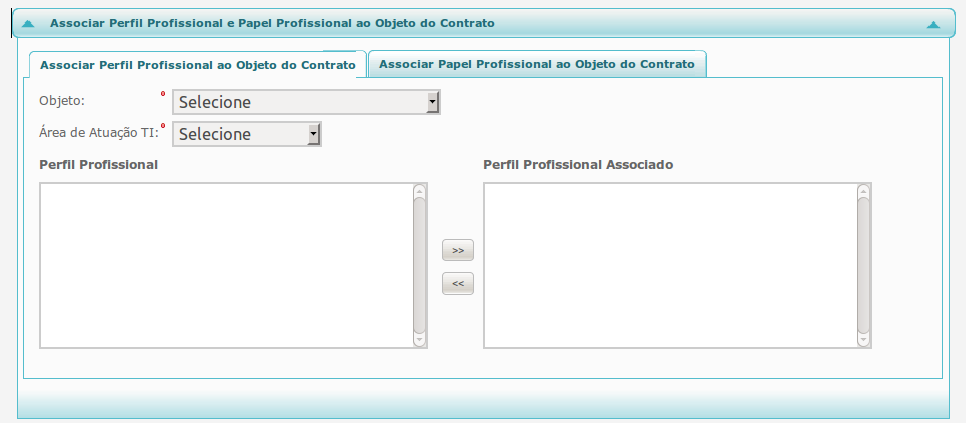 Associar Perfil Profissional e Papel Profissional ao Objeto do Contrato
Associar Perfil Profissional ao Objeto do Contrato
Associar Papel Profissional ao Objeto do Contrato
Objeto:
Selecione
Área de Atuação TI:
Selecione
Perfil Profissional
Perfil Profissional Associado
>>
<<